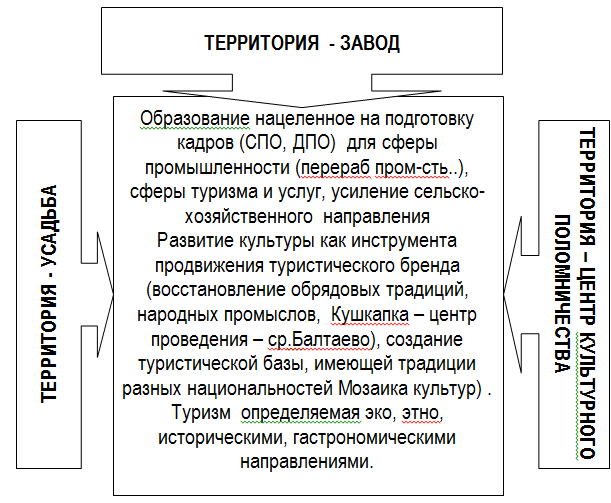 ТЕРРИТОРИЯ - ЗАВОД
ТЕРРИТОРИЯ - УСАДЬБА
Образование нацеленное на подготовку
кадров (СПО, ДПО) для сферы
промышленности (перераб пром-сть..),
сферы туризма и услуг, усиление сельско-
хозяйственного направления
Развитие культуры как инструмента
продвижения туристического бренда
(восстановление обрядовых традиций,
народных промыслов, Кушкапка – центр
проведения – ср.Балтаево), создание
туристической базы, имеющей традиции
разных национальностей Мозаика культур) .
Туризм определяемая эко, этно,
историческими, гастрономическими
направлениями.
ТЕРРИТОРИЯ – ЦЕНТР КУЛЬТУРНОГО
ПОЛОМНИЧЕСТВА